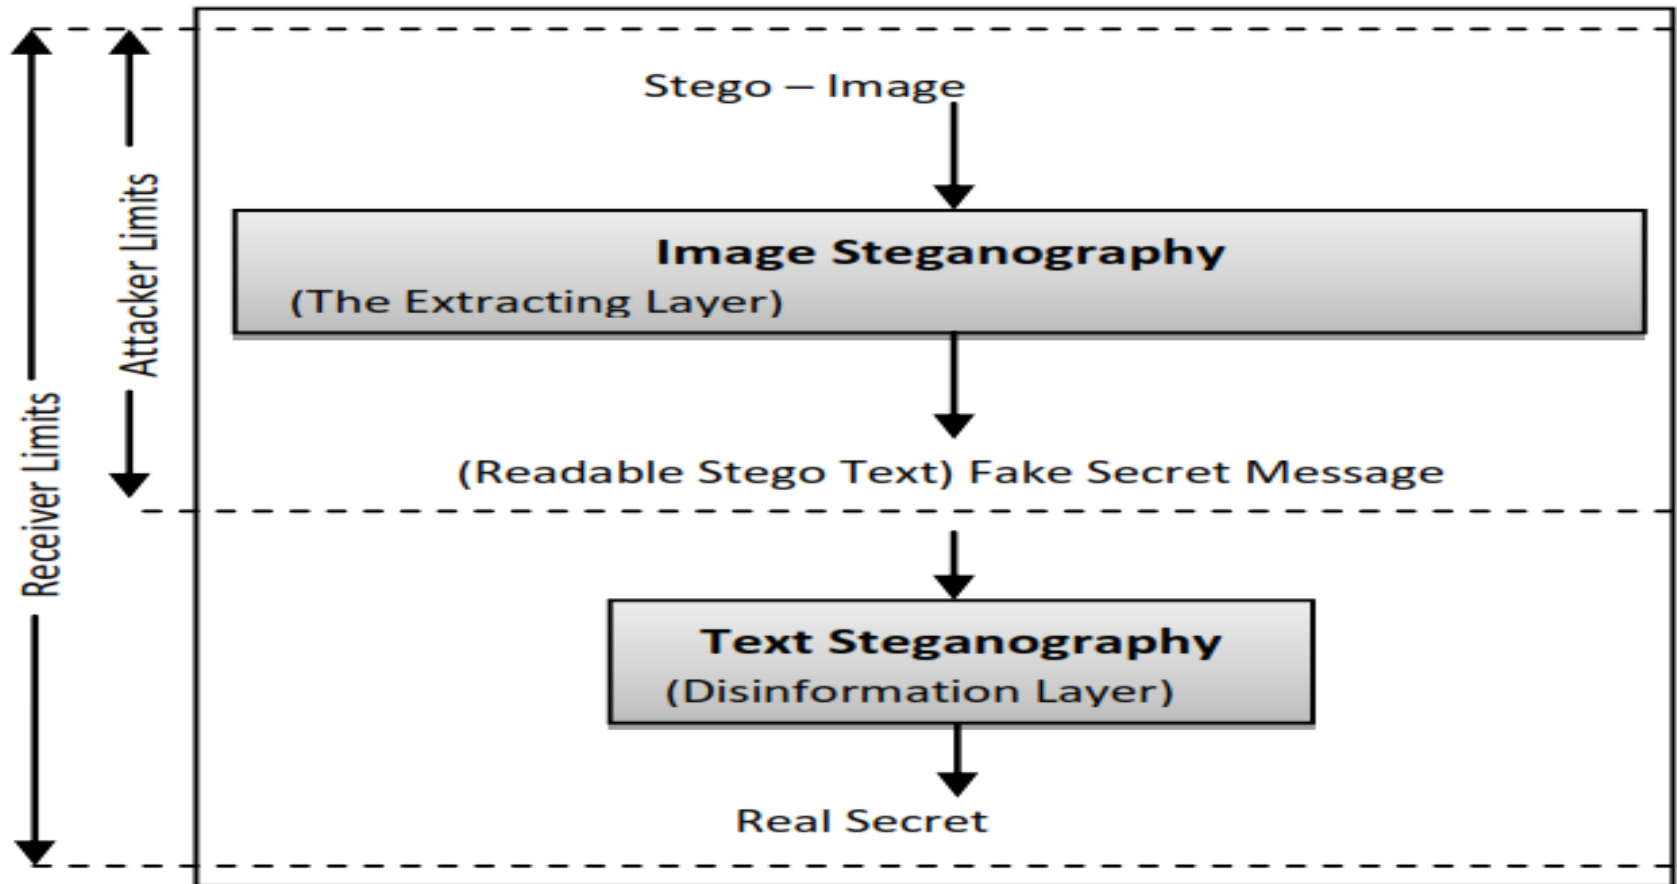 Stego – Image
Attacker Limits
Image Steganography
(The Extracting Layer)
Receiver Limits
(Readable Stego Text) Fake Secret Message
Text Steganography
(Disinformation Layer)
Real Secret